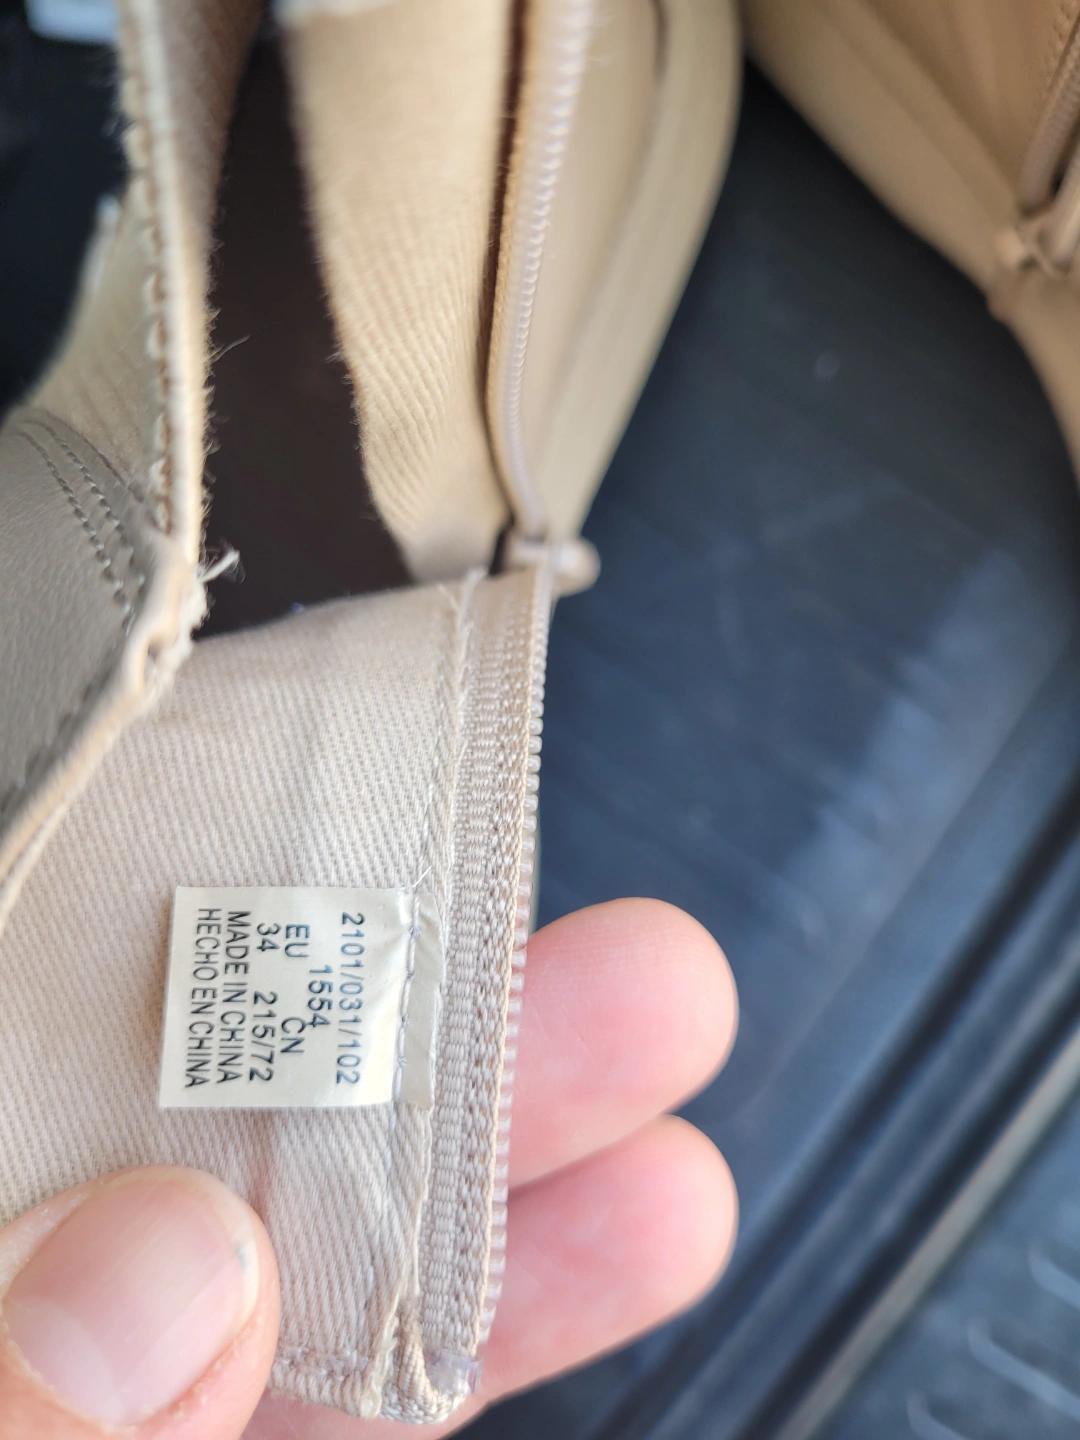 2101/031/102
1554
EU CN
34 215/72
MADE IN CHINA
HECHO EN CHINA